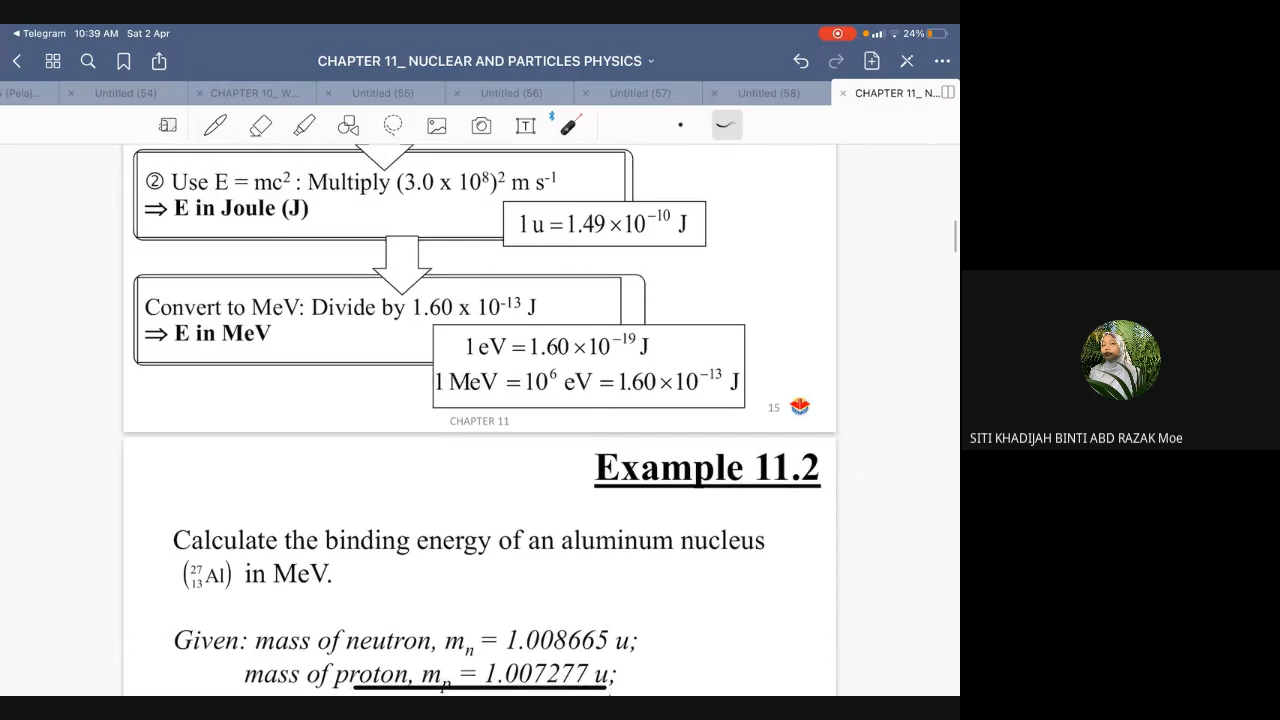 Telegram 10:39 AM Sat 2 Apr 24%
CHAPTER 11_ NUCLEAR AND PARTICLES PHYSICS
(Pelaj... Untitled (54) CHAPTER 10_ W... Untitled (55) Untitled (56) Untitled (57) Untitled (58) CHAPTER 11_ N...
② Use E = mc² : Multiply (3.0 x 10⁸)² m s⁻¹
⇒ E in Joule (J)
1 u = 1.49 ×10⁻¹⁰ J
Convert to MeV: Divide by 1.60 x 10⁻¹³ J
⇒ E in MeV
1 eV = 1.60 ×10⁻¹⁹ J
1 MeV = 10⁶ eV = 1.60 ×10⁻¹³ J
15
CHAPTER 11
Example 11.2
Calculate the binding energy of an aluminum nucleus
(²⁷₁₃Al) in MeV.
Given: mass of neutron, mₙ = 1.008665 u;
mass of proton, mₚ = 1.007277 u;
SITI KHADIJAH BINTI ABD RAZAK Moe